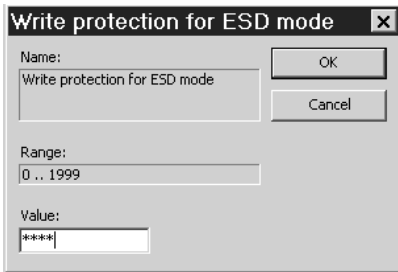 Write protection for ESD mode
Name:
Write protection for ESD mode
OK
Cancel
Range:
0 .. 1999
Value:
****